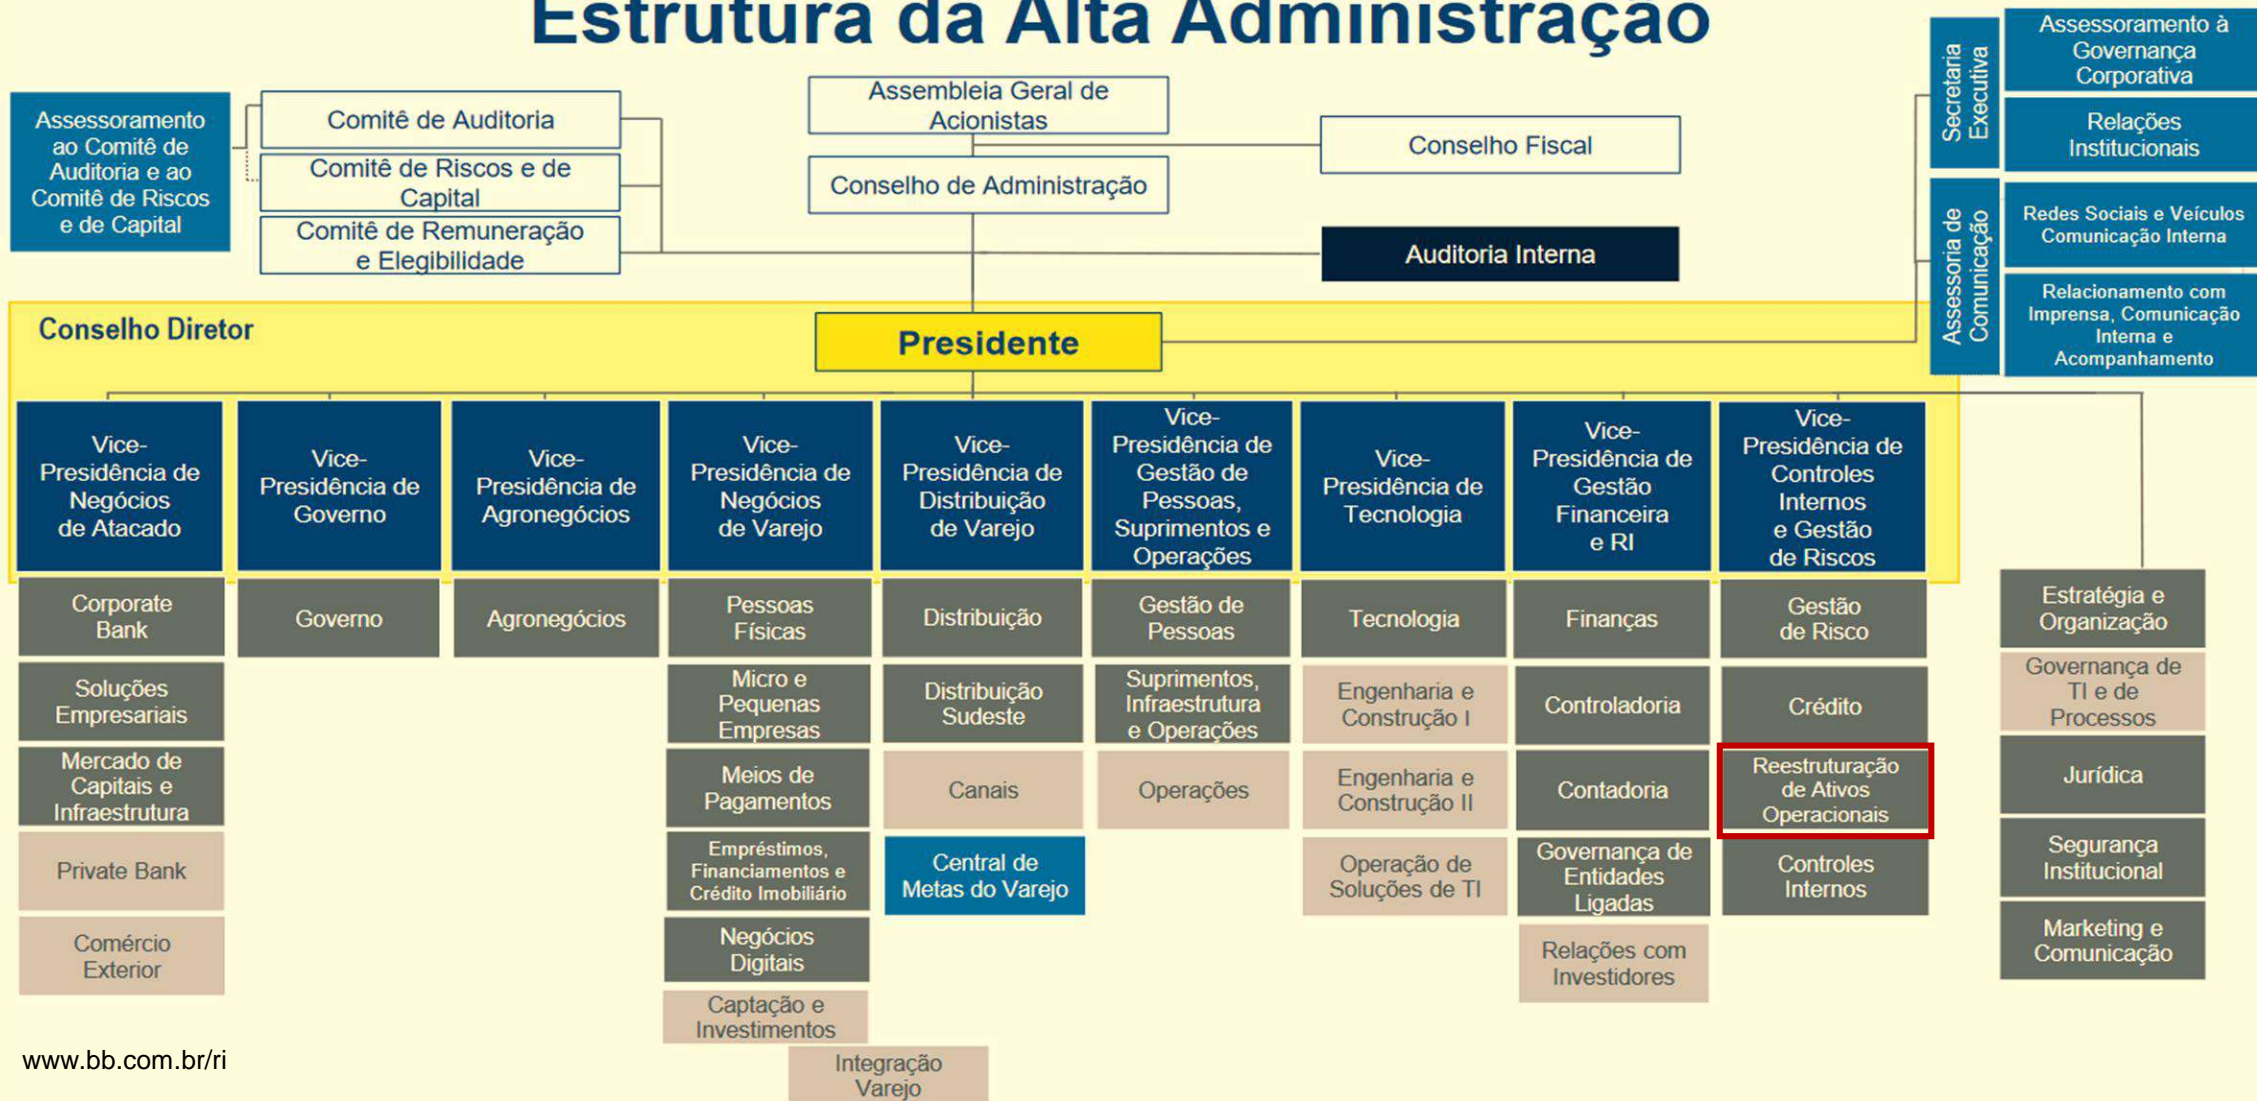 Estrutura da Alta Administração
Assessoramento
ao Comitê de
Auditoria e ao
Comitê de Riscos
e de Capital
Comitê de Auditoria
Comitê de Riscos e de
Capital
Comitê de Remuneração
e Elegibilidade
Assembleia Geral de
Acionistas
Conselho de Administração
Conselho Fiscal
Auditoria Interna
Secretaria
Executiva
Assessoramento à
Governança
Corporativa
Relações
Institucionais
Assessoria de
Comunicação
Redes Sociais e Veículos
Comunicação Interna
Relacionamento com
Imprensa, Comunicação
Interna e
Acompanhamento
Conselho Diretor
Presidente
Vice-
Presidência de
Negócios
de Atacado
Vice-
Presidência de
Governo
Vice-
Presidência de
Agronegócios
Vice-
Presidência de
Negócios
de Varejo
Vice-
Presidência de
Distribuição
de Varejo
Vice-
Presidência de
Gestão de
Pessoas,
Suprimentos e
Operações
Vice-
Presidência de
Tecnologia
Vice-
Presidência de
Gestão
Financeira
e RI
Vice-
Presidência de
Controles
Internos
e Gestão
de Riscos
Corporate
Bank
Soluções
Empresariais
Mercado de
Capitais e
Infraestrutura
Private Bank
Comércio
Exterior
Governo
Agronegócios
Pessoas
Físicas
Micro e
Pequenas
Empresas
Meios de
Pagamentos
Empréstimos,
Financiamentos e
Crédito Imobiliário
Negócios
Digitais
Captação e
Investimentos
Integração
Varejo
Distribuição
Distribuição
Sudeste
Canais
Central de
Metas do Varejo
Gestão de
Pessoas
Suprimentos,
Infraestrutura
e Operações
Operações
Tecnologia
Engenharia e
Construção I
Engenharia e
Construção II
Operação de
Soluções de TI
Finanças
Controladoria
Contadoria
Governança de
Entidades
Ligadas
Relações com
Investidores
Gestão
de Risco
Crédito
Reestruturação
de Ativos
Operacionais
Controles
Internos
Estratégia e
Organização
Governança de
TI e de
Processos
Jurídica
Segurança
Institucional
Marketing e
Comunicação
www.bb.com.br/ri